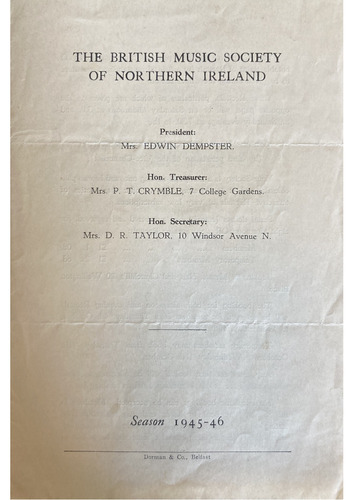 THE BRITISH MUSIC SOCIETY
OF NORTHERN IRELAND
President:
Mrs. EDWIN DEMPSTER.
Hon. Treasurer:
Mrs. P. T. CRYMBLE, 7 College Gardens.
Hon. Secretary:
Mrs. D. R. TAYLOR, 10 Windsor Avenue N.
Season 1945-46
Dorman & Co., Belfast